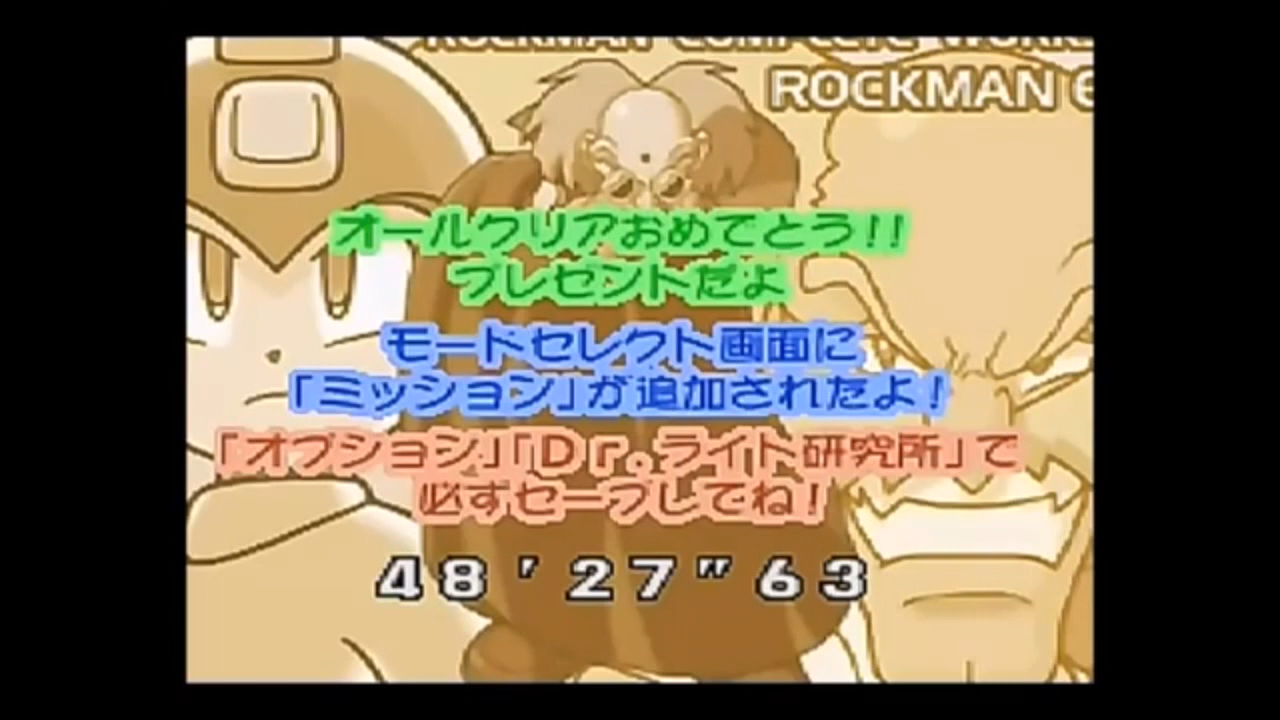 ROCKMAN COMPLETE WORKS
ROCKMAN 6
オールクリアおめでとう!!
プレゼントだよ
モードセレクト画面に
「ミッション」が追加されたよ!
「オプション」「Dr。ライト研究所」で
必ずセーブしてね!
48'27"63